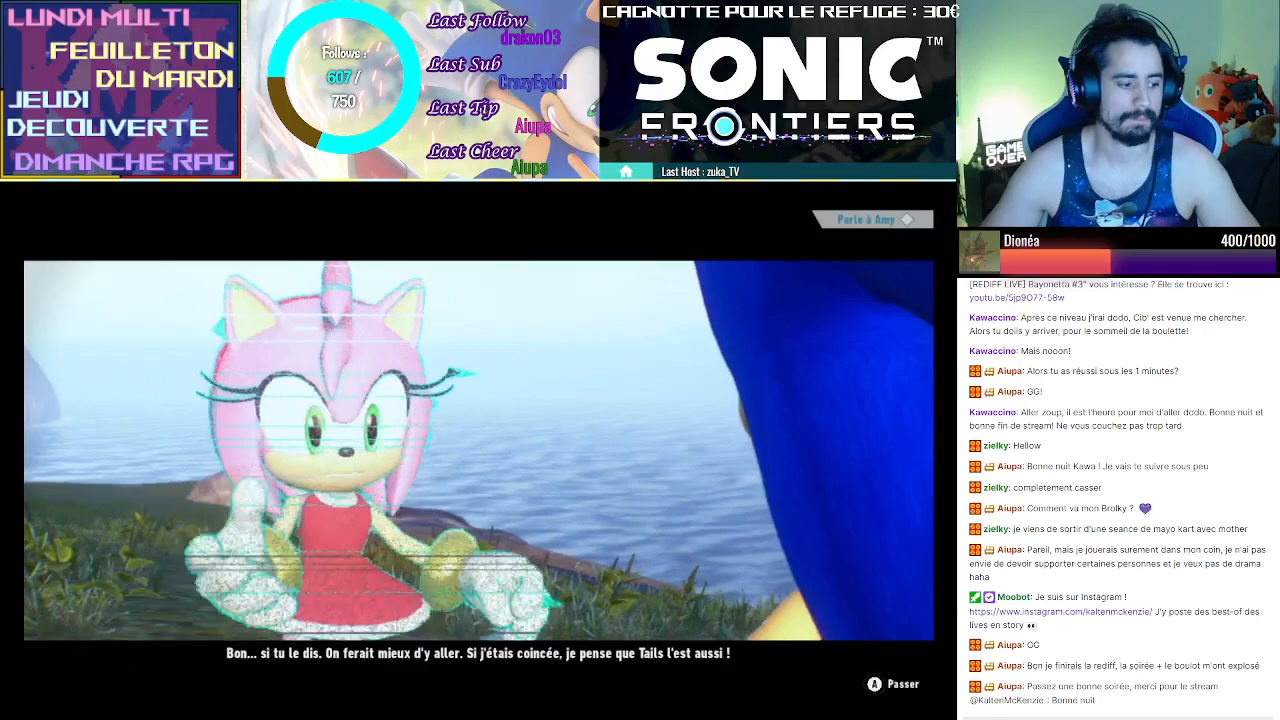 LUNDI MULTI
FEUILLETON
DU MARDI
JEUDI
DECOUVERTE
DIMANCHE RPG
Follows :
607 /
750
Last Follow
drakon03
Last Sub
CrazyEydol
Last Tip
Aiupa
Last Cheer
Aiupa
CAGNOTTE POUR LE REFUGE : 30€
SONIC™
FRONTIERS
Last Host : zuka_TV
GAME
OVER
Dionéa 400/1000
Parle à Amy
[REDIFF LIVE] Bayonetta #3" vous intéresse ? Elle se trouve ici :
youtu.be/5jp9O77-58w
Kawaccino: Après ce niveau j'irai dodo, Cib' est venue me chercher.
Alors tu doiis y arriver, pour le sommeil de la boulette!
Kawaccino: Mais nooon!
Aiupa: Alors tu as réussi sous les 1 minutes?
Aiupa: GG!
Kawaccino: Aller zoup, il est l'heure pour moi d'aller dodo. Bonne nuit et
bonne fin de stream! Ne vous couchez pas trop tard
zielky: Hellow
Aiupa: Bonne nuit Kawa ! Je vais te suivre sous peu
zielky: completement casser
Aiupa: Comment va mon Brolky ?
zielky: je viens de sortir d'une seance de mayo kart avec mother
Aiupa: Pareil, mais je jouerais surement dans mon coin, j'ai n'ai pas
envie de devoir supporter certaines personnes et je veux pas de drama
haha
Moobot: Je suis sur Instagram !
https://www.instagram.com/kaltenmckenzie/ J'y poste des best-of des
lives en story
Aiupa: GG
Aiupa: Bon je finirais la rediff, la soirée + le boulot m'ont explosé
Aiupa: Passez une bonne soirée, merci pour le stream
@KaltenMcKenzie : Bonne nuit
Bon... si tu le dis. On ferait mieux d'y aller. Si j'étais coincée, je pense que Tails l'est aussi !
A Passer